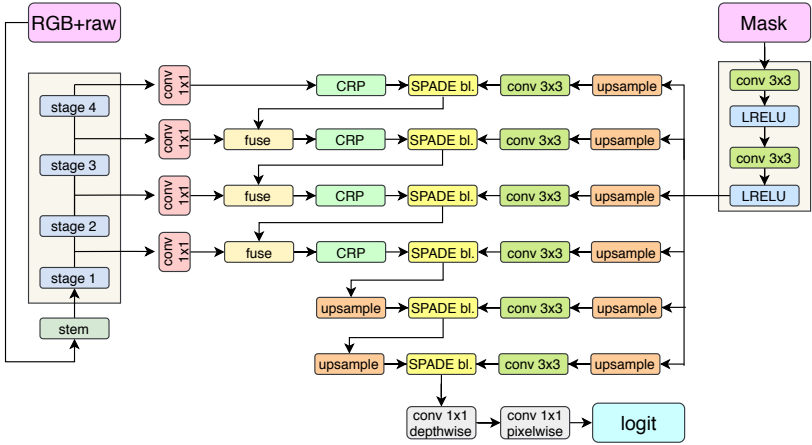 RGB+raw
Mask
conv 1x1
CRP
SPADE bl.
conv 3x3
upsample
conv 3x3
stage 4
LRELU
conv 1x1
fuse
CRP
SPADE bl.
conv 3x3
upsample
stage 3
conv 3x3
conv 1x1
fuse
CRP
SPADE bl.
conv 3x3
upsample
LRELU
stage 2
conv 1x1
fuse
CRP
SPADE bl.
conv 3x3
upsample
stage 1
upsample
SPADE bl.
conv 3x3
upsample
stem
upsample
SPADE bl.
conv 3x3
upsample
conv 1x1
depthwise
conv 1x1
pixelwise
logit